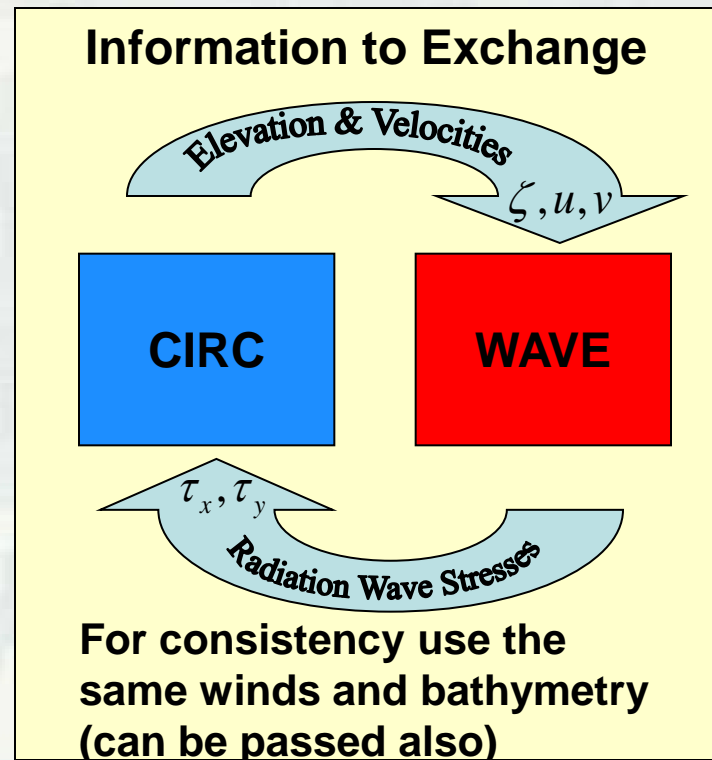 Information to Exchange
Elevation & Velocities
ζ, u, v
CIRC
WAVE
τx, τy
Radiation Wave Stresses
For consistency use the
same winds and bathymetry
(can be passed also)